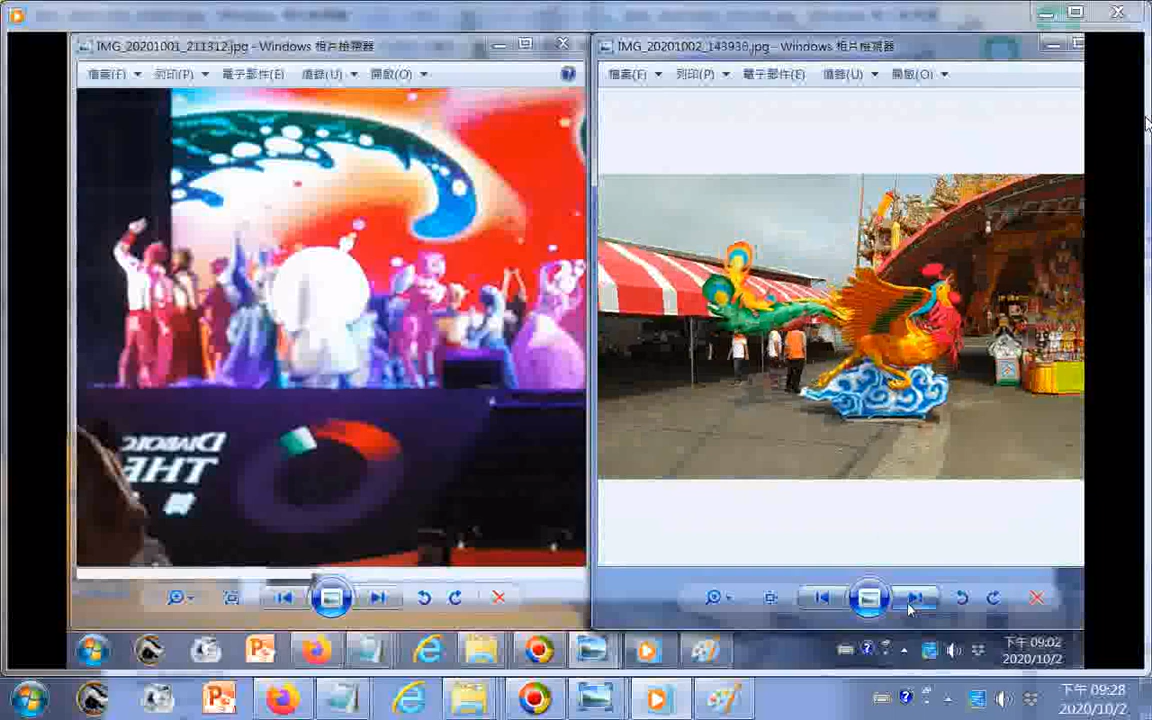 IMG_20201001_211312.jpg - Windows 相片檢視器
檔案(F) 列印(P) 電子郵件(E) 燒錄(U) 開啟(O)
IMG_20201002_143938.jpg - Windows 相片檢視器
檔案(F) 列印(P) 電子郵件(E) 燒錄(U) 開啟(O)
DIABOLO
THE
下午 09:02
2020/10/2
下午 09:28
2020/10/2